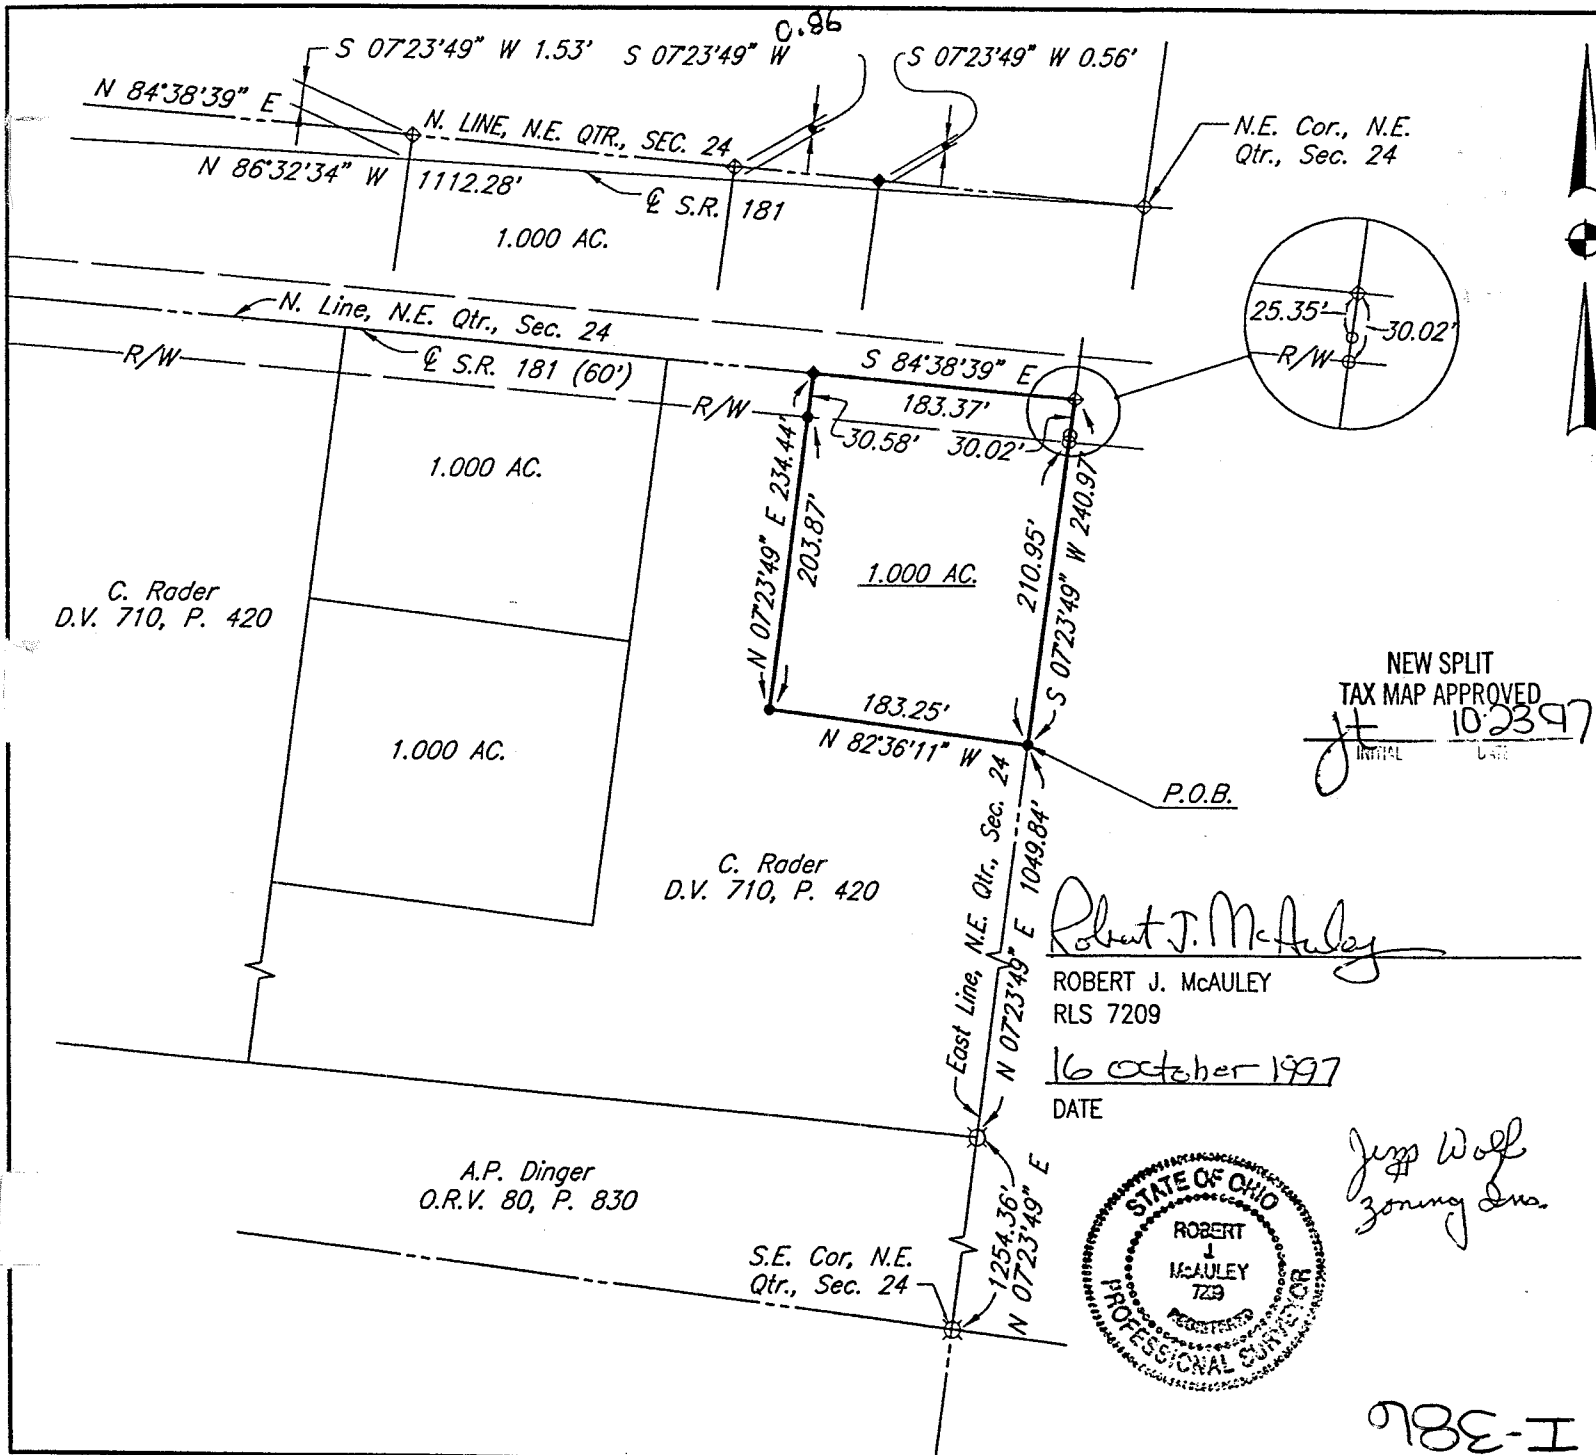 0.86
S 07°23'49" W 1.53'
S 07°23'49" W
S 07°23'49" W 0.56'
N 84°38'39" E
N. LINE, N.E. QTR., SEC. 24
N.E. Cor., N.E.
Qtr., Sec. 24
N 86°32'34" W 1112.28'
℄ S.R. 181
1.000 AC.
N. Line, N.E. Qtr., Sec. 24
℄ S.R. 181 (60')
R/W
R/W
S 84°38'39" E
183.37'
30.58'
30.02'
25.35'
30.02'
R/W
1.000 AC.
N 07°23'49" E 234.44'
203.87'
1.000 AC.
210.95'
S 07°23'49" W 240.97'
C. Rader
D.V. 710, P. 420
1.000 AC.
183.25'
N 82°36'11" W
P.O.B.
NEW SPLIT
TAX MAP APPROVED
jt 10-23-97
INITIAL DATE
C. Rader
D.V. 710, P. 420
East Line, N.E. Qtr., Sec. 24
N 07°23'49" E 1049.84'
Robert J. McAuley
ROBERT J. McAULEY
RLS 7209
16 October 1997
DATE
A.P. Dinger
O.R.V. 80, P. 830
S.E. Cor, N.E.
Qtr., Sec. 24
1254.36'
N 07°23'49" E
STATE OF OHIO
ROBERT
J
McAULEY
7209
REGISTERED
PROFESSIONAL SURVEYOR
Wolf
Zoning Ins.
I-386